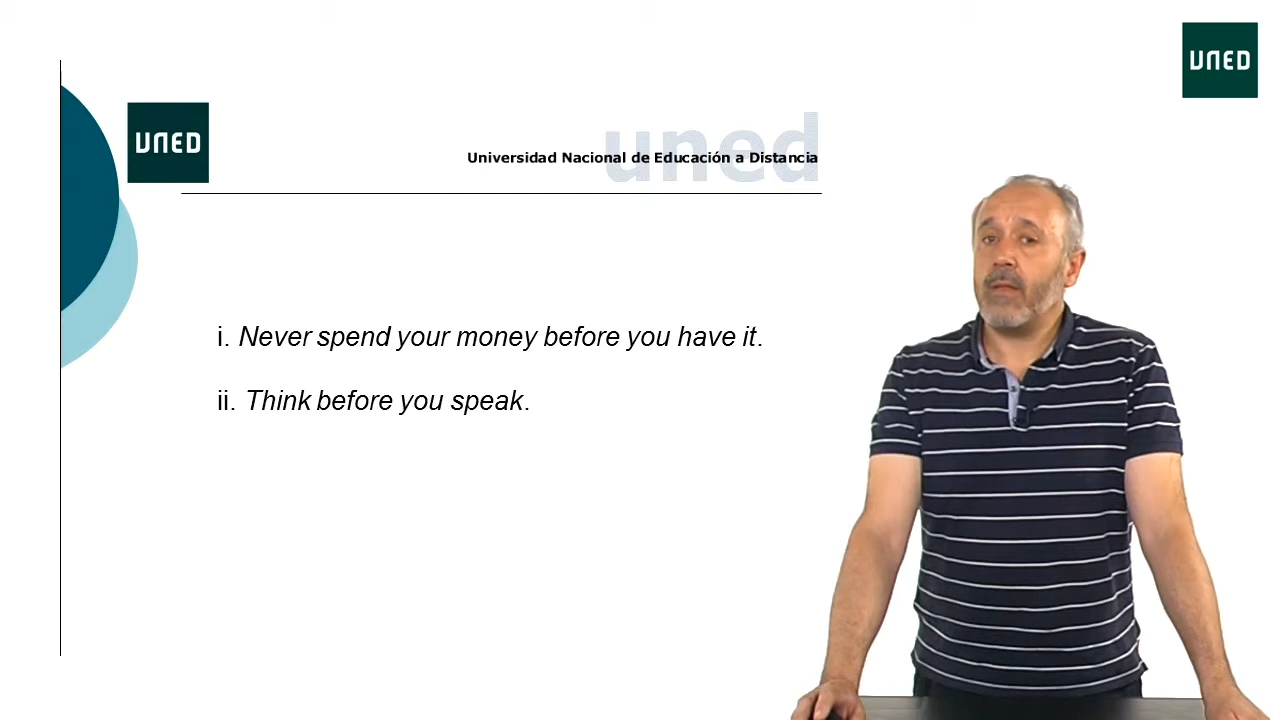 UNED
UNED
uned
Universidad Nacional de Educación a Distancia
i. Never spend your money before you have it.
ii. Think before you speak.